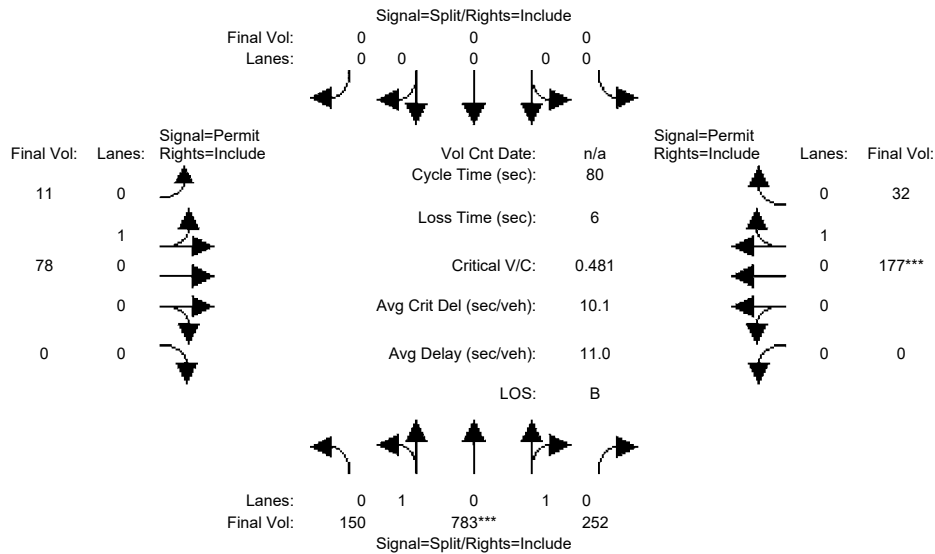 Signal=Split/Rights=Include
Final Vol: 0 0 0
Lanes: 0 0 0 0 0
Signal=Permit Signal=Permit
Final Vol: Lanes: Rights=Include Vol Cnt Date: n/a Rights=Include Lanes: Final Vol:
Cycle Time (sec): 80
11 0 0 32
Loss Time (sec): 6
1 1
78 0 Critical V/C: 0.481 0 177***
0 Avg Crit Del (sec/veh): 10.1 0
0 0 Avg Delay (sec/veh): 11.0 0 0
LOS: B
Lanes: 0 1 0 1 0
Final Vol: 150 783*** 252
Signal=Split/Rights=Include